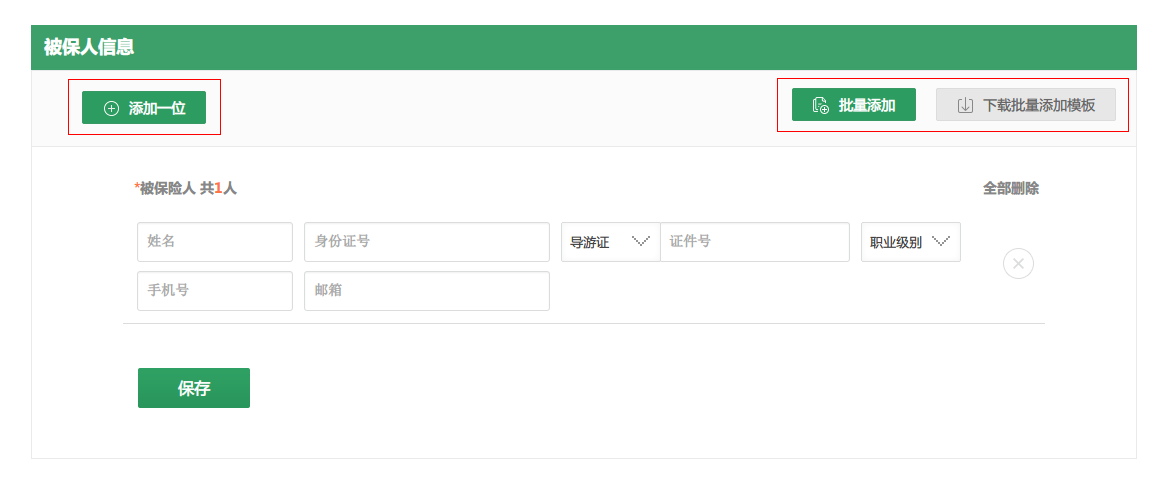 被保人信息
添加一位
批量添加
下载批量添加模板
*被保险人 共1人
全部删除
姓名
身份证号
导游证
证件号
职业级别
手机号
邮箱
保存